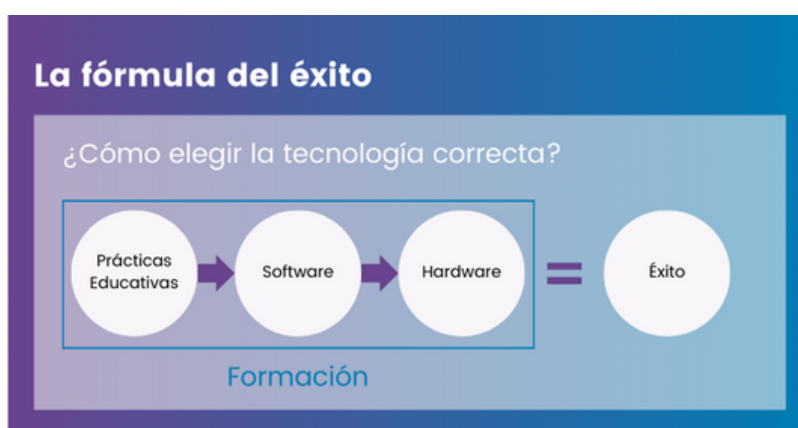 La fórmula del éxito
¿Cómo elegir la tecnología correcta?
Prácticas
Educativas
Software
Hardware
=
Éxito
Formación